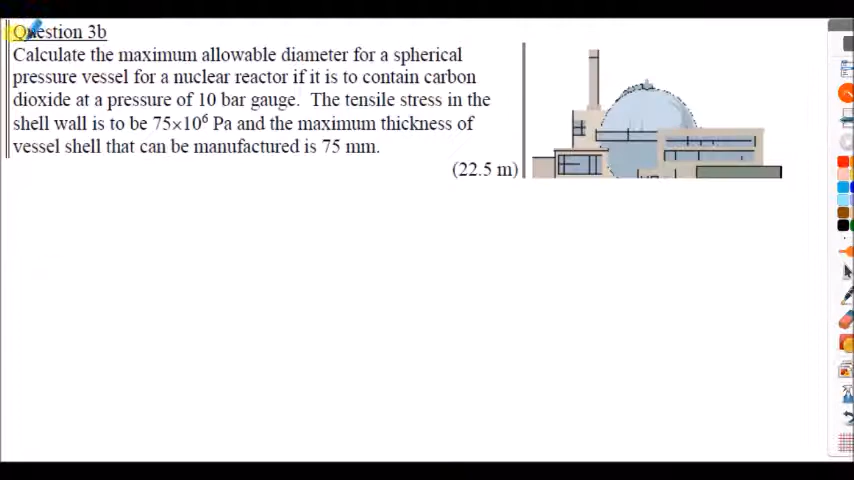 Question 3b
Calculate the maximum allowable diameter for a spherical
pressure vessel for a nuclear reactor if it is to contain carbon
dioxide at a pressure of 10 bar gauge. The tensile stress in the
shell wall is to be 75×10⁶ Pa and the maximum thickness of
vessel shell that can be manufactured is 75 mm.
(22.5 m)